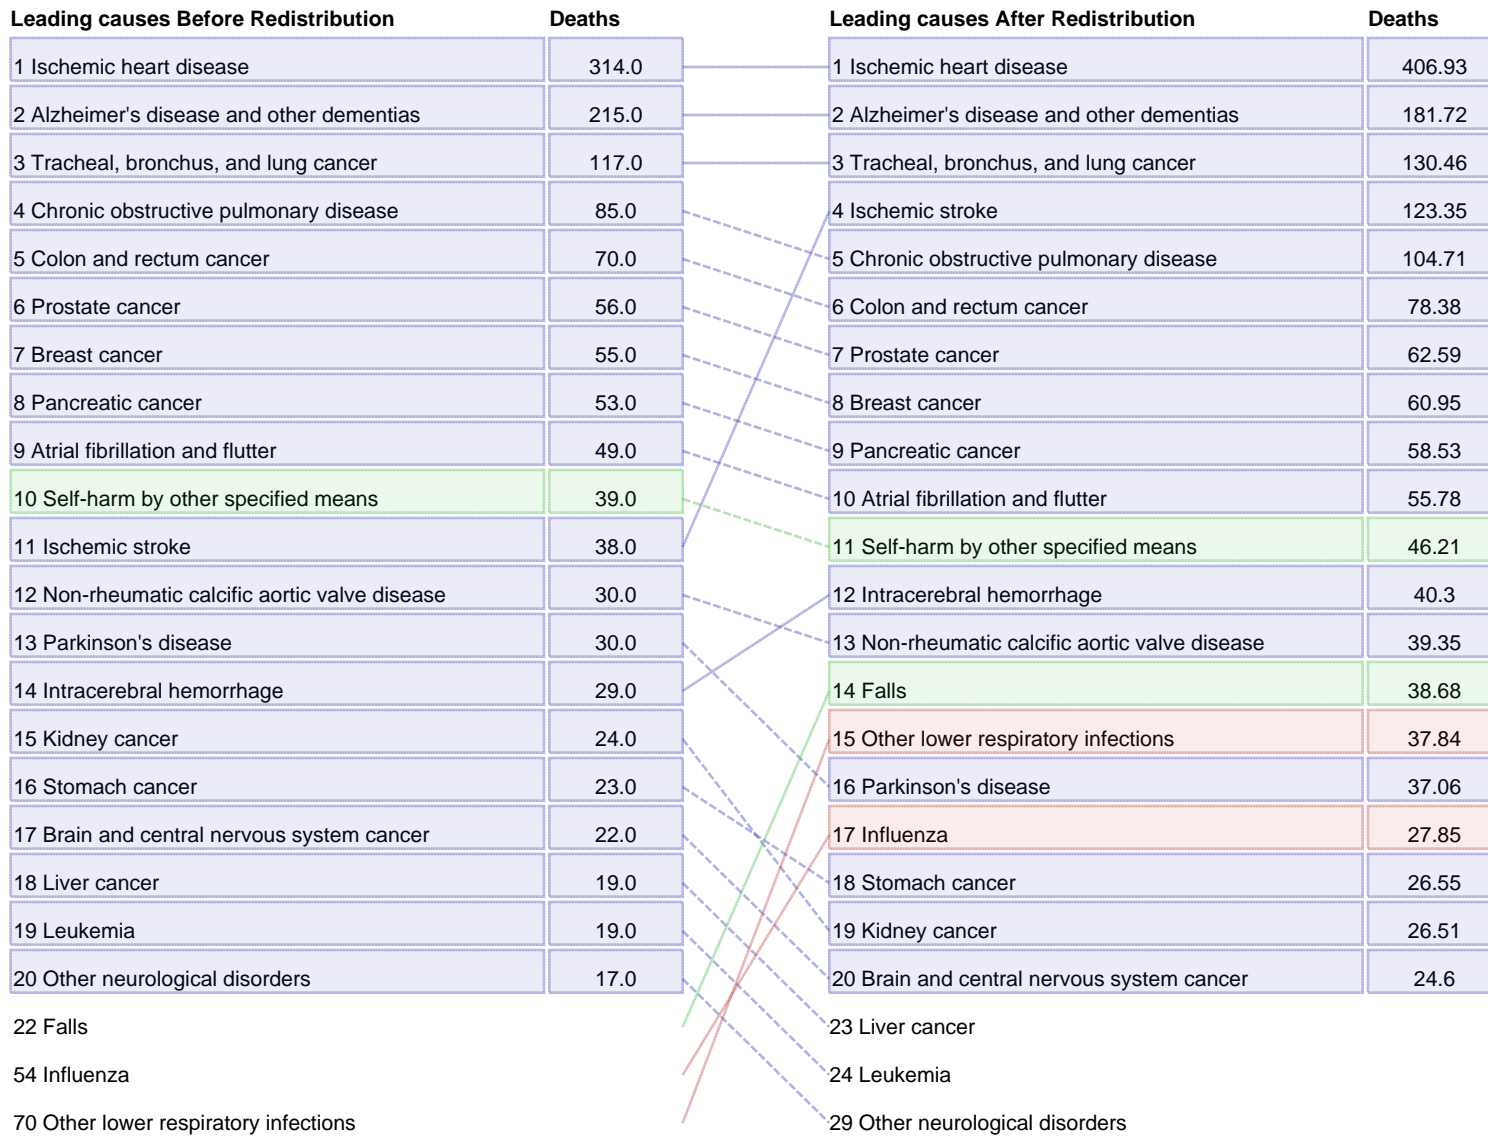 Leading causes Before Redistribution Deaths Leading causes After Redistribution Deaths
1 Ischemic heart disease 314.0 1 Ischemic heart disease 406.93
2 Alzheimer's disease and other dementias 215.0 2 Alzheimer's disease and other dementias 181.72
3 Tracheal, bronchus, and lung cancer 117.0 3 Tracheal, bronchus, and lung cancer 130.46
4 Chronic obstructive pulmonary disease 85.0 4 Ischemic stroke 123.35
5 Colon and rectum cancer 70.0 5 Chronic obstructive pulmonary disease 104.71
6 Prostate cancer 56.0 6 Colon and rectum cancer 78.38
7 Breast cancer 55.0 7 Prostate cancer 62.59
8 Pancreatic cancer 53.0 8 Breast cancer 60.95
9 Atrial fibrillation and flutter 49.0 9 Pancreatic cancer 58.53
10 Self-harm by other specified means 39.0 10 Atrial fibrillation and flutter 55.78
11 Ischemic stroke 38.0 11 Self-harm by other specified means 46.21
12 Non-rheumatic calcific aortic valve disease 30.0 12 Intracerebral hemorrhage 40.3
13 Parkinson's disease 30.0 13 Non-rheumatic calcific aortic valve disease 39.35
14 Intracerebral hemorrhage 29.0 14 Falls 38.68
15 Kidney cancer 24.0 15 Other lower respiratory infections 37.84
16 Stomach cancer 23.0 16 Parkinson's disease 37.06
17 Brain and central nervous system cancer 22.0 17 Influenza 27.85
18 Liver cancer 19.0 18 Stomach cancer 26.55
19 Leukemia 19.0 19 Kidney cancer 26.51
20 Other neurological disorders 17.0 20 Brain and central nervous system cancer 24.6
22 Falls 23 Liver cancer
54 Influenza 24 Leukemia
70 Other lower respiratory infections 29 Other neurological disorders